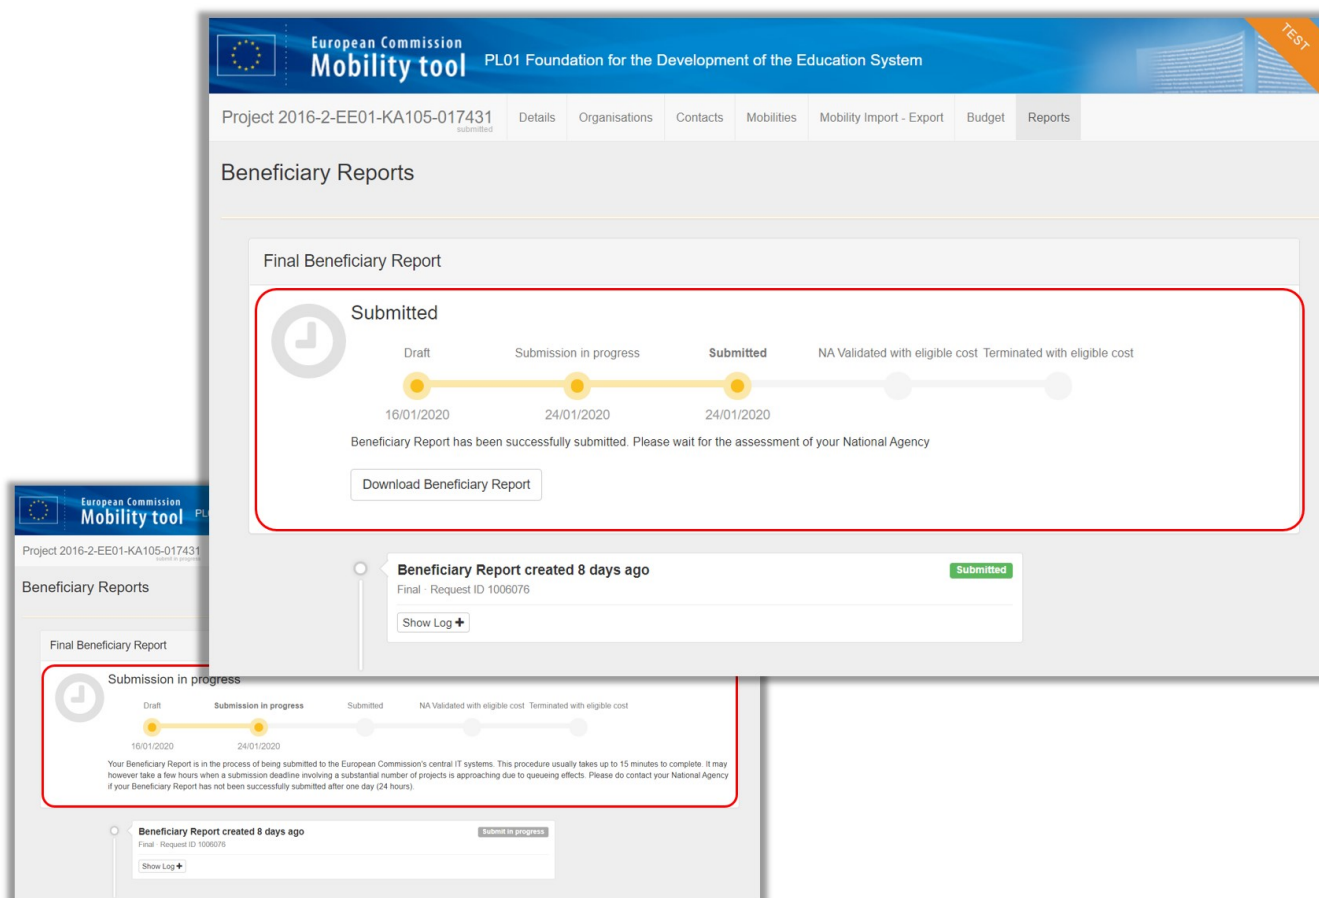 European Commission
Mobility tool
PL01 Foundation for the Development of the Education System
TEST
Project 2016-2-EE01-KA105-017431
submitted
Details
Organisations
Contacts
Mobilities
Mobility Import - Export
Budget
Reports
Beneficiary Reports
Final Beneficiary Report
Submitted
Draft
Submission in progress
Submitted
NA Validated with eligible cost
Terminated with eligible cost
16/01/2020
24/01/2020
24/01/2020
Beneficiary Report has been successfully submitted. Please wait for the assessment of your National Agency
Download Beneficiary Report
Beneficiary Report created 8 days ago
Submitted
Final · Request ID 1006076
Show Log
European Commission
Mobility tool
Project 2016-2-EE01-KA105-017431
submit in progress
Beneficiary Reports
Final Beneficiary Report
Submission in progress
Draft
Submission in progress
Submitted
NA Validated with eligible cost
Terminated with eligible cost
16/01/2020
24/01/2020
Your Beneficiary Report is in the process of being submitted to the European Commission's central IT systems. This procedure usually takes up to 15 minutes to complete. It may
however take a few hours when a submission deadline involving a substantial number of projects is approaching due to queueing effects. Please do contact your National Agency
if your Beneficiary Report has not been successfully submitted after one day (24 hours).
Beneficiary Report created 8 days ago
Submit in progress
Final · Request ID 1006076
Show Log